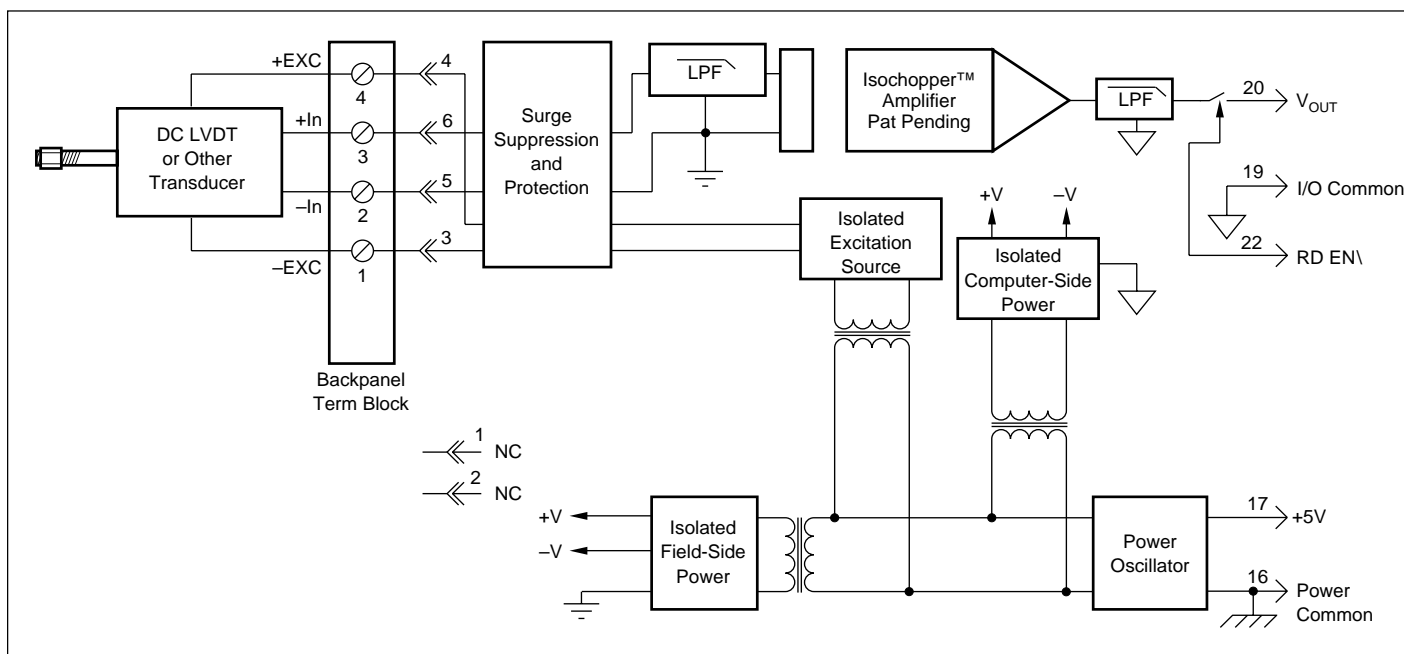 +EXC
4
4
+In
3
6
DC LVDT
or Other
Transducer
–In
2
5
–EXC
1
3
Backpanel
Term Block
Surge
Suppression
and
Protection
LPF
Isochopper™
Amplifier
Pat Pending
LPF
20
VOUT
19
I/O Common
22
RD EN\
Isolated
Excitation
Source
+V
–V
Isolated
Computer-Side
Power
1
NC
2
NC
+V
–V
Isolated
Field-Side
Power
Power
Oscillator
17
+5V
16
Power
Common